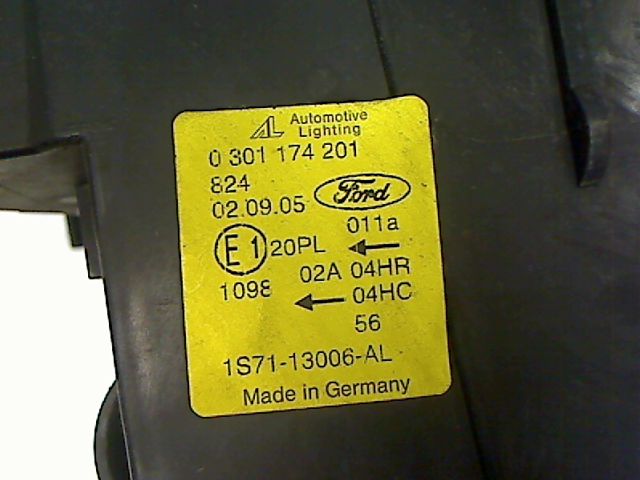 AL Automotive
Lighting
0 301 174 201
824
02.09.05 Ford
011a
E1 20PL
02A 04HR
1098 04HC
56
1S71-13006-AL
Made in Germany